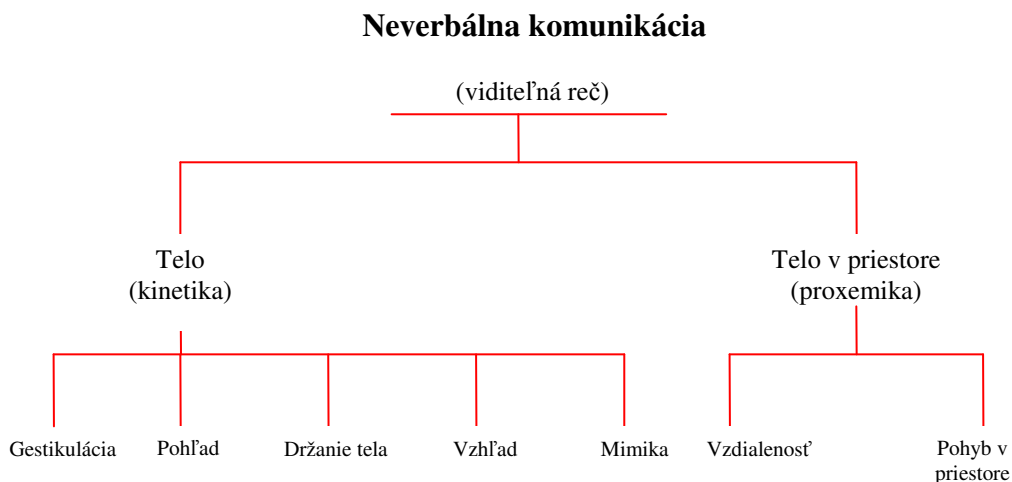 Neverbálna komunikácia
(viditeľná reč)
Telo
(kinetika)
Telo v priestore
(proxemika)
Gestikulácia
Pohľad
Držanie tela
Vzhľad
Mimika
Vzdialenosť
Pohyb v
priestore